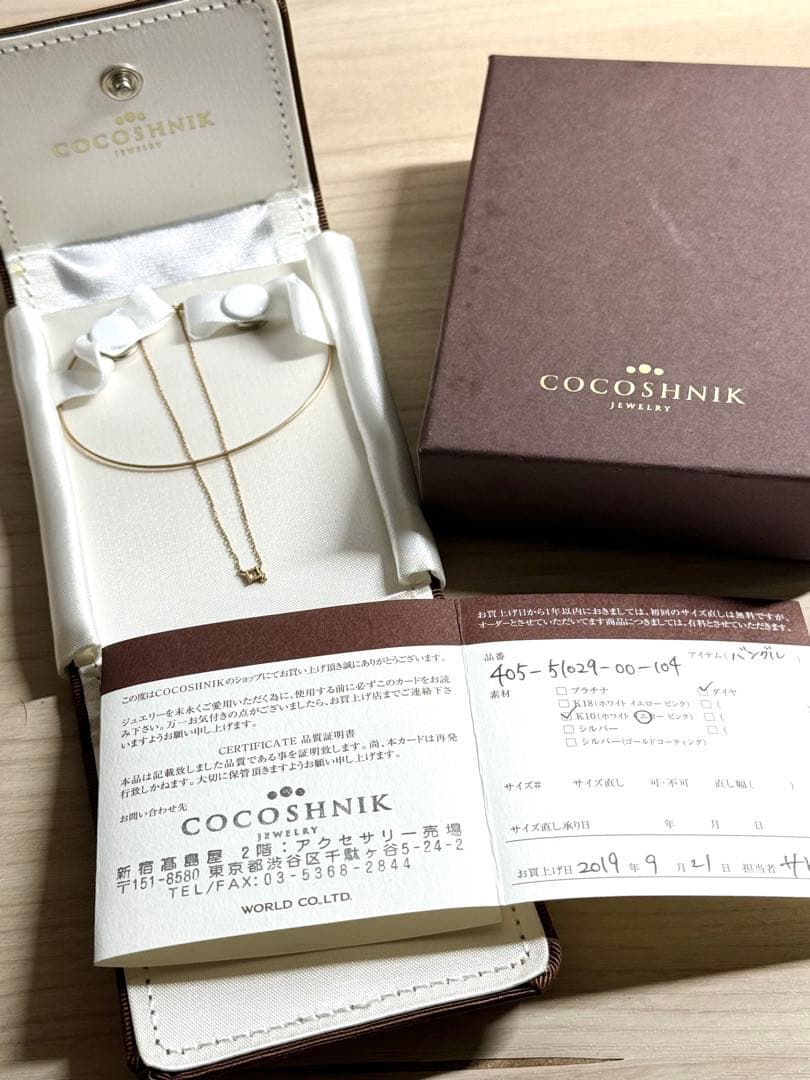 COCOSHNIK
JEWELRY
COCOSHNIK
JEWELRY
この度はCOCOSHNIKのショップにてお買い上げ頂き誠にありがとうございます。
ジュエリーを末永くご愛用いただく為に、使用する前に必ずこのカードをお読
み下さい。万一お気付きの点がございましたら、お買上げ店までご連絡下さ
いますようお願い申し上げます。
CERTIFICATE 品質証明書
本品は記載致しました品質である事を証明致します。尚、本カードは再発
行致しかねます。大切に保管頂きますようお願い申し上げます。
お問い合わせ先
COCOSHNIK
JEWELRY
新宿髙島屋 2階:アクセサリー売場
〒151-8580 東京都渋谷区千駄ヶ谷5-24-2
TEL/FAX:03-5368-2844
WORLD CO.,LTD.
お買上げ日から1年以内におきましては、初回のサイズ直しは無料ですが、
オーダーとさせていただいてます商品につきましては、有料とさせていただきます。
品番 405-51029-00-104 アイテム(バングル)
素材 プラチナ ダイヤ
K18(ホワイト イエロー ピンク) (
K10(ホワイト イエロー ピンク) (
シルバー (
シルバー(ゴールドコーティング)
サイズ# サイズ直し 可・不可 直し幅( )
サイズ直し承り日 年 月 日
お買上げ日 2019 年 9 月 21 日 担当者